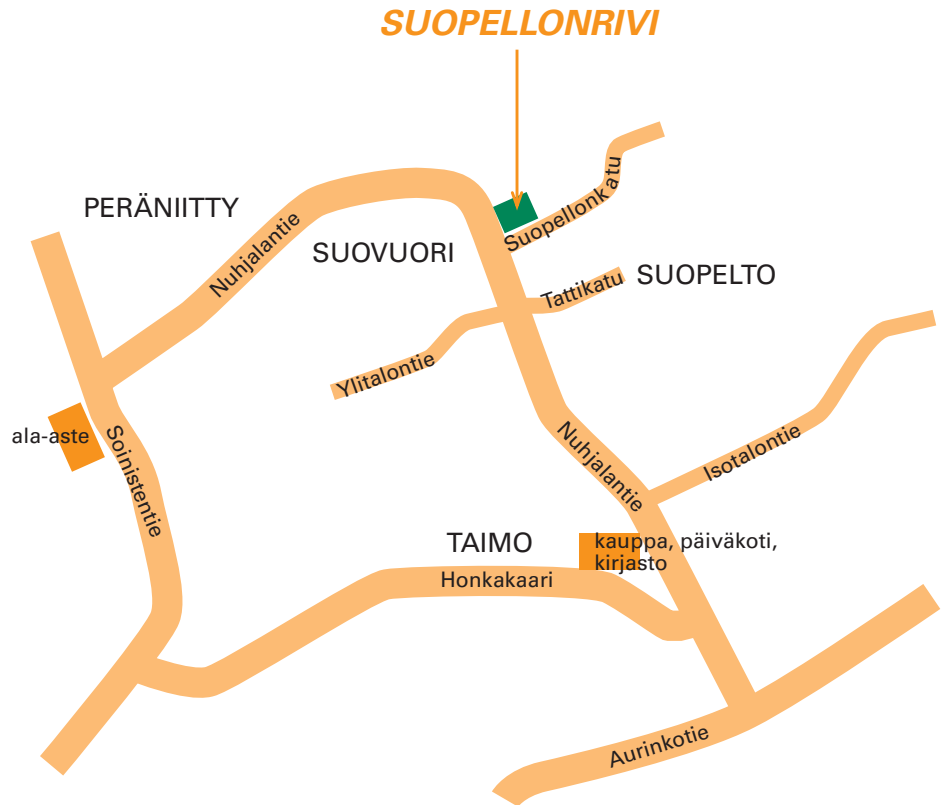 SUOPELLONRIVI
Suopellonkatu
PERÄNIITTY
Nuhjalantie
SUOVUORI
SUOPELTO
Tattikatu
Ylitalontie
ala-aste
Soinistentie
Nuhjalantie
Isotalontie
TAIMO
kauppa, päiväkoti,
kirjasto
Honkakaari
Aurinkotie